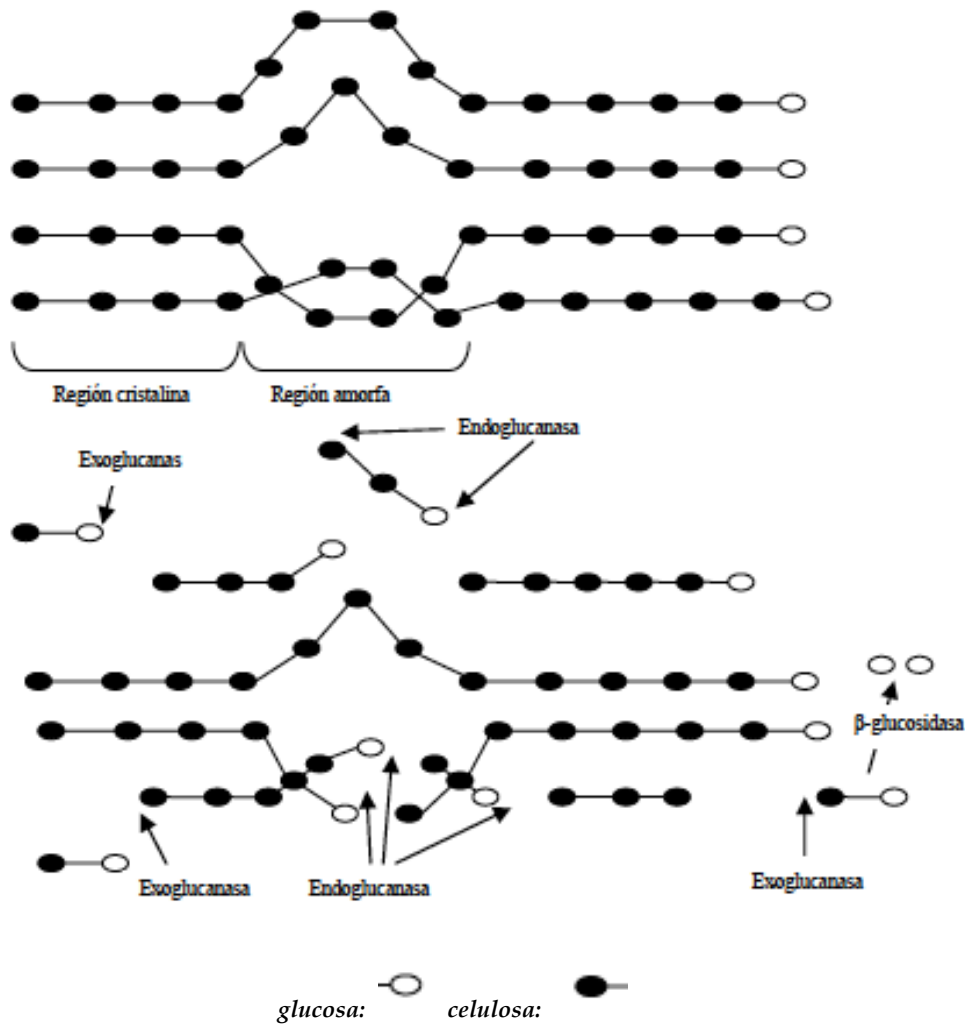 Región cristalina Región amorfa
Endoglucanasa
Exoglucanas
β-glucosidasa
Exoglucanasa Endoglucanasa Exoglucanasa
glucosa: celulosa: